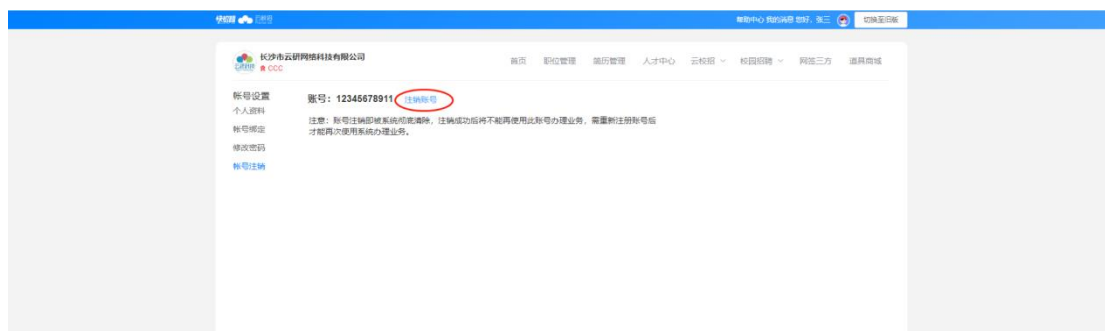 帮助中心 我的消息 您好，张三 切换至旧版
长沙市云研网络科技有限公司
CCC
首页 职位管理 简历管理 人才中心 云校招 校园招聘 网签三方 道具商城
帐号设置
个人资料
帐号绑定
修改密码
帐号注销
账号：12345678911 注销账号
注意：账号注销即被系统彻底清除，注销成功后将不能再使用此账号办理业务，需重新注册账号后
才能再次使用系统办理业务。